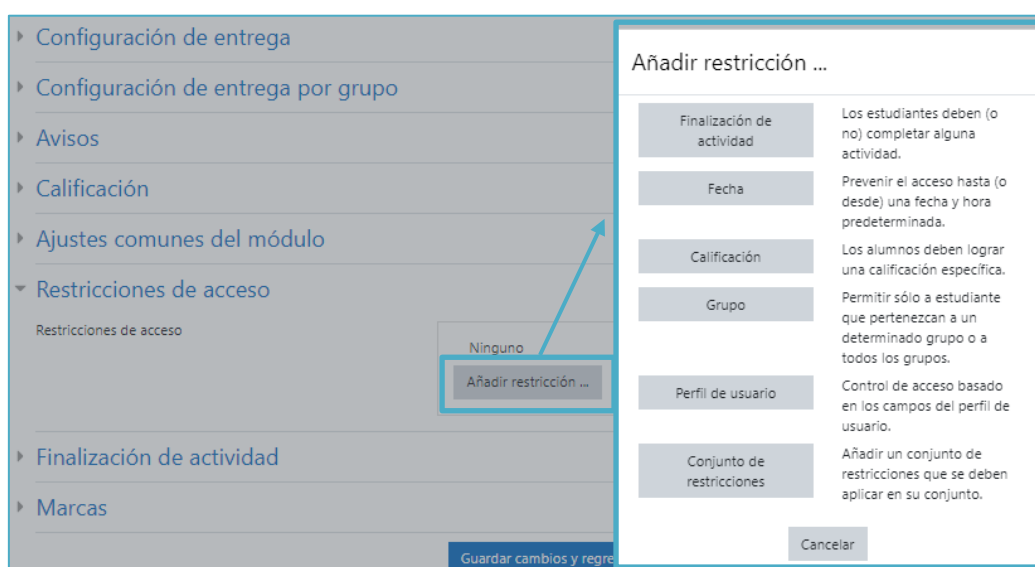 Configuración de entrega
Configuración de entrega por grupo
Avisos
Calificación
Ajustes comunes del módulo
Restricciones de acceso
Restricciones de acceso
Ninguno
Añadir restricción ...
Finalización de actividad
Marcas
Guardar cambios y regre
Añadir restricción ...
Finalización de
actividad
Los estudiantes deben (o
no) completar alguna
actividad.
Fecha
Prevenir el acceso hasta (o
desde) una fecha y hora
predeterminada.
Calificación
Los alumnos deben lograr
una calificación específica.
Grupo
Permitir sólo a estudiante
que pertenezcan a un
determinado grupo o a
todos los grupos.
Perfil de usuario
Control de acceso basado
en los campos del perfil de
usuario.
Conjunto de
restricciones
Añadir un conjunto de
restricciones que se deben
aplicar en su conjunto.
Cancelar